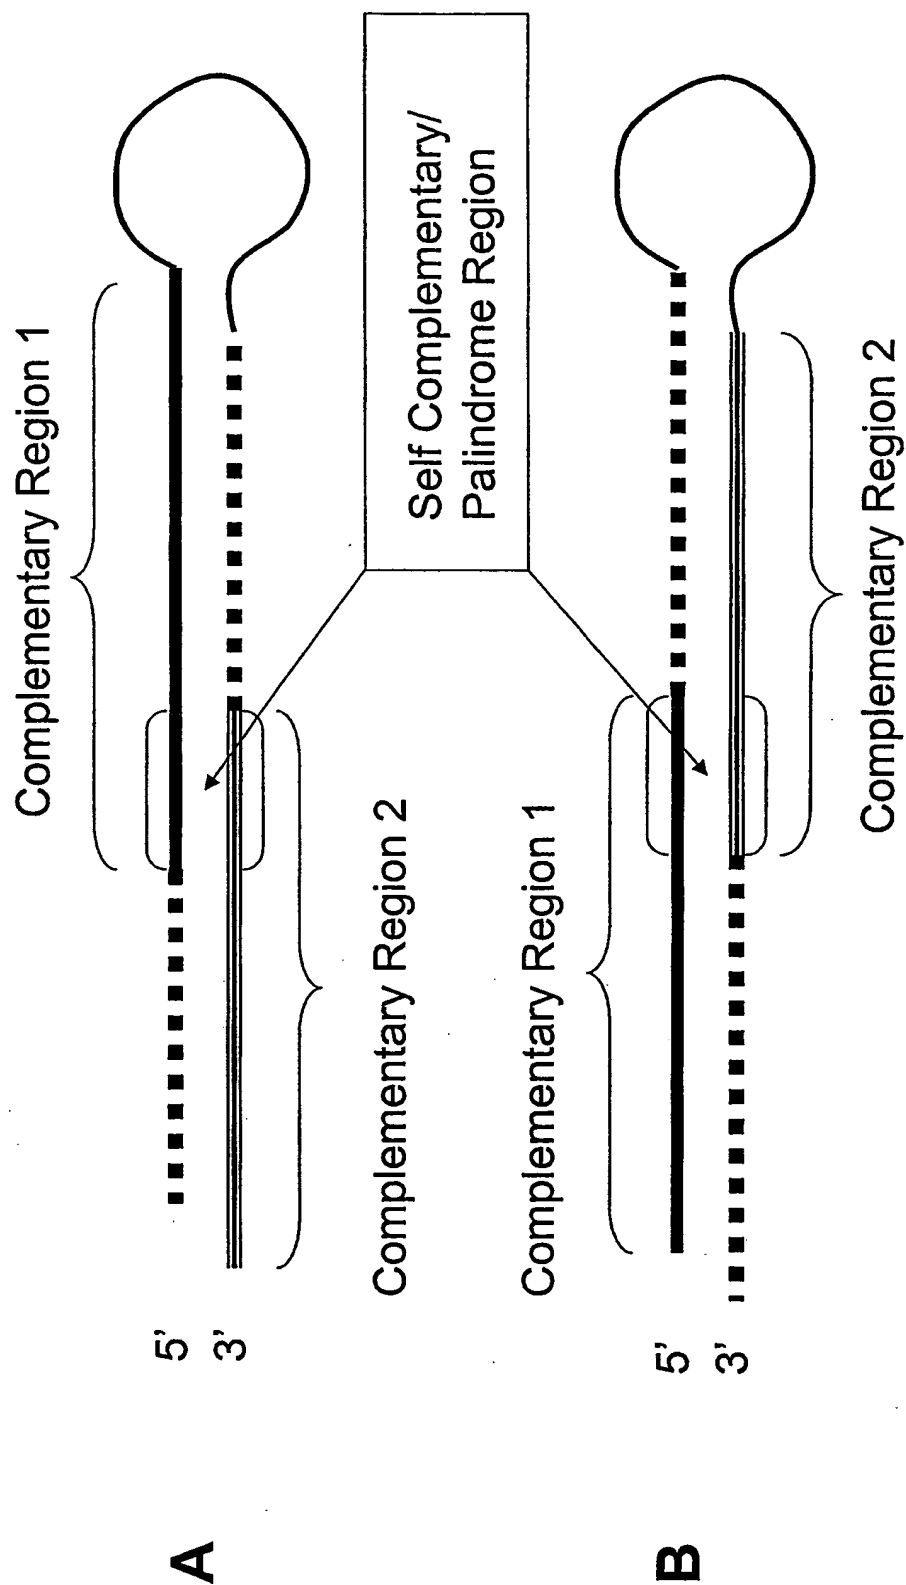 A
5'
3'
Complementary Region 1
Complementary Region 2
Self Complementary/
Palindrome Region
B
5'
3'
Complementary Region 1
Complementary Region 2